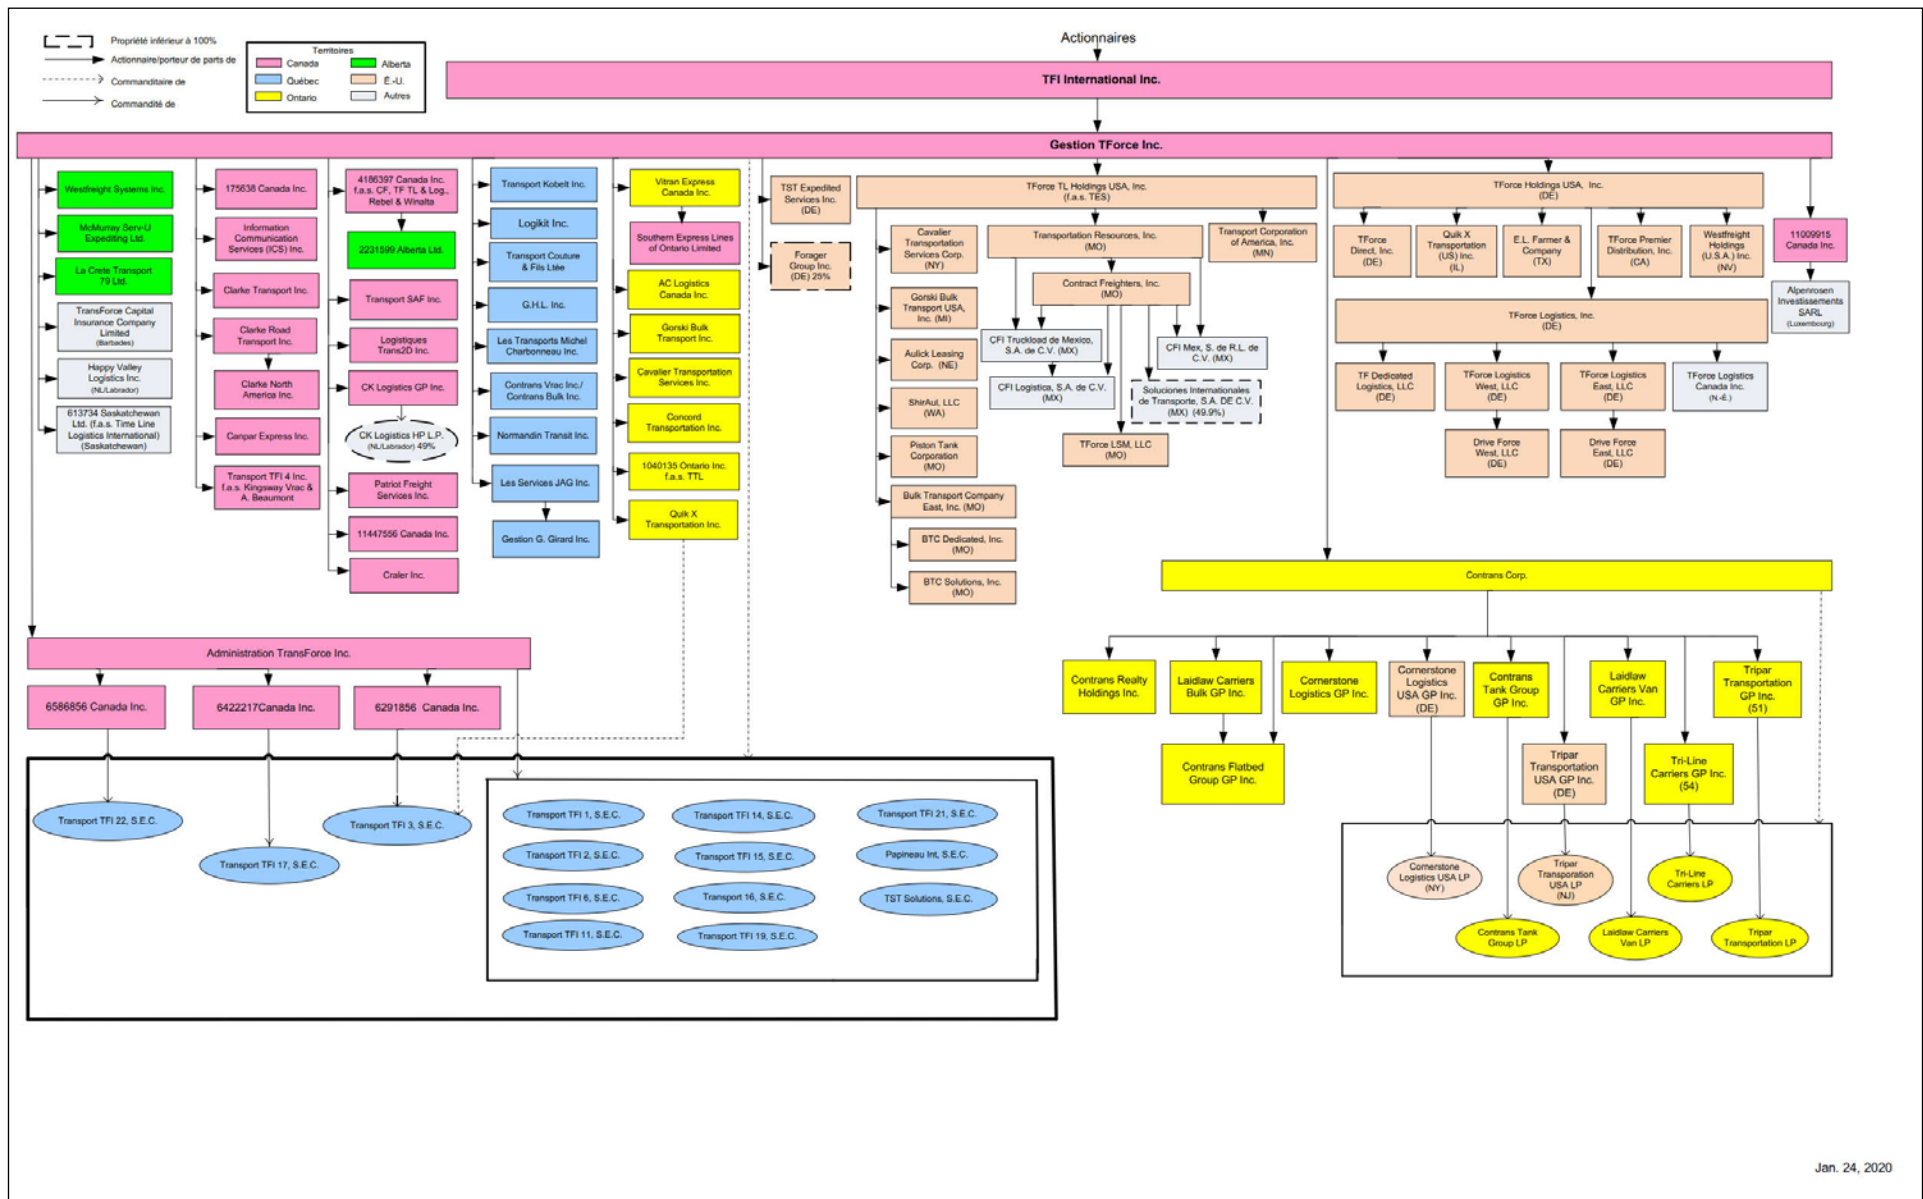 Propriété inférieur à 100%
Actionnaire/porteur de parts de
Commanditaire de
Commandité de
Territoires
Canada
Alberta
Québec
É.-U.
Ontario
Autres
Actionnaires
TFI International Inc.
Gestion TForce Inc.
Westfreight Systems Inc.
McMurray Serv-U
Expediting Ltd.
La Crete Transport
79 Ltd.
TransForce Capital
Insurance Company
Limited
(Barbades)
Happy Valley
Logistics Inc.
(NL/Labrador)
613734 Saskatchewan
Ltd. (f.a.s. Time Line
Logistics International)
(Saskatchewan)
175638 Canada Inc.
Information
Communication
Services (ICS) Inc.
Clarke Transport Inc.
Clarke Road
Transport Inc.
Clarke North
America Inc.
Canpar Express Inc.
Transport TFI 4 Inc.
f.a.s. Kingsway Vrac &
A. Beaumont
4186397 Canada Inc.
f.a.s. CF, TF TL & Log.,
Rebel & Winalta
2231599 Alberta Ltd.
Transport SAF Inc.
Logistiques
Trans2D Inc.
CK Logistics GP Inc.
CK Logistics HP L.P.
(NL/Labrador) 49%
Patriot Freight
Services Inc.
11447556 Canada Inc.
Craler Inc.
Transport Kobelt Inc.
Logikit Inc.
Transport Couture
& Fils Ltée
G.H.L. Inc.
Les Transports Michel
Charbonneau Inc.
Contrans Vrac Inc./
Contrans Bulk Inc.
Normandin Transit Inc.
Les Services JAG Inc.
Gestion G. Girard Inc.
Vitran Express
Canada Inc.
Southern Express Lines
of Ontario Limited
AC Logistics
Canada Inc.
Gorski Bulk
Transport Inc.
Cavalier Transportation
Services Inc.
Concord
Transportation Inc.
1040135 Ontario Inc.
f.a.s. TTL
Quik X
Transportation Inc.
TST Expedited
Services Inc.
(DE)
Forager
Group Inc.
(DE) 25%
TForce TL Holdings USA, Inc.
(f.a.s. TES)
Cavalier
Transportation
Services Corp.
(NY)
Gorski Bulk
Transport USA,
Inc. (MI)
Aulick Leasing
Corp. (NE)
ShirAul, LLC
(WA)
Piston Tank
Corporation
(MO)
Bulk Transport Company
East, Inc. (MO)
BTC Dedicated, Inc.
(MO)
BTC Solutions, Inc.
(MO)
Transportation Resources, Inc.
(MO)
Contract Freighters, Inc.
(MO)
CFI Truckload de Mexico,
S.A. de C.V. (MX)
CFI Logistica, S.A. de C.V.
(MX)
CFI Mex, S. de R.L. de
C.V. (MX)
Soluciones Internationales
de Transporte, S.A. DE C.V.
(MX) (49.9%)
TForce LSM, LLC
(MO)
Transport Corporation
of America, Inc.
(MN)
TForce Holdings USA, Inc.
(DE)
TForce
Direct, Inc.
(DE)
Quik X
Transportation
(US) Inc.
(IL)
E.L. Farmer &
Company
(TX)
TForce Premier
Distribution, Inc.
(CA)
Westfreight
Holdings
(U.S.A.) Inc.
(NV)
TForce Logistics, Inc.
(DE)
TF Dedicated
Logistics, LLC
(DE)
TForce Logistics
West, LLC
(DE)
TForce Logistics
East, LLC
(DE)
TForce Logistics
Canada Inc.
(N.-É.)
Drive Force
West, LLC
(DE)
Drive Force
East, LLC
(DE)
11009915
Canada Inc.
Alpenrosen
Investissements
SARL
(Luxembourg)
Contrans Corp.
Contrans Realty
Holdings Inc.
Laidlaw Carriers
Bulk GP Inc.
Cornerstone
Logistics GP Inc.
Cornerstone
Logistics
USA GP Inc.
(DE)
Contrans
Tank Group
GP Inc.
Laidlaw
Carriers Van
GP Inc.
Tripar
Transportation
GP Inc.
(51)
Contrans Flatbed
Group GP Inc.
Tripar
Transportation
USA GP Inc.
(DE)
Tri-Line
Carriers GP Inc.
(54)
Cornerstone
Logistics USA LP
(NY)
Tripar
Transporation
USA LP
(NJ)
Tri-Line
Carriers LP
Contrans Tank
Group LP
Laidlaw Carriers
Van LP
Tripar
Transportation LP
Administration TransForce Inc.
6586856 Canada Inc.
6422217Canada Inc.
6291856 Canada Inc.
Transport TFI 22, S.E.C.
Transport TFI 17, S.E.C.
Transport TFI 3, S.E.C.
Transport TFI 1, S.E.C.
Transport TFI 14, S.E.C.
Transport TFI 21, S.E.C.
Transport TFI 2, S.E.C.
Transport TFI 15, S.E.C.
Papineau Int, S.E.C.
Transport TFI 6, S.E.C.
Transport 16, S.E.C.
TST Solutions, S.E.C.
Transport TFI 11, S.E.C.
Transport TFI 19, S.E.C.
Jan. 24, 2020